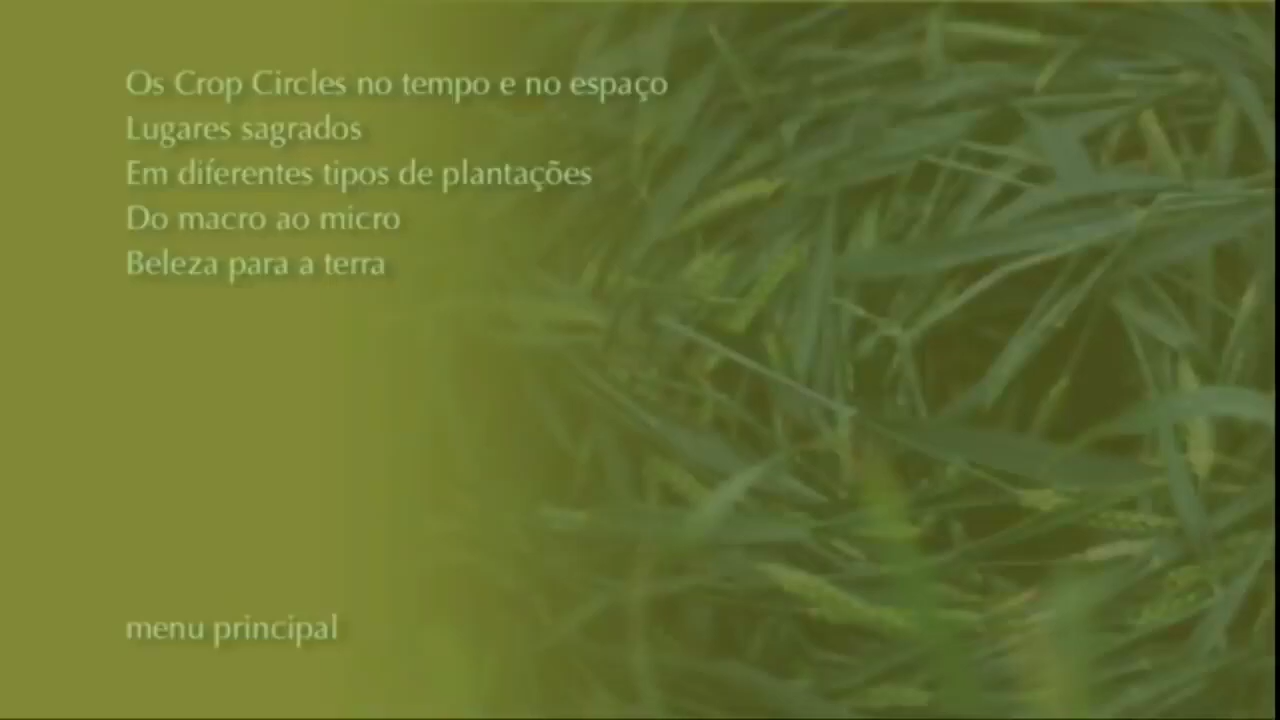 Os Crop Circles no tempo e no espaço
Lugares sagrados
Em diferentes tipos de plantações
Do macro ao micro
Beleza para a terra
menu principal